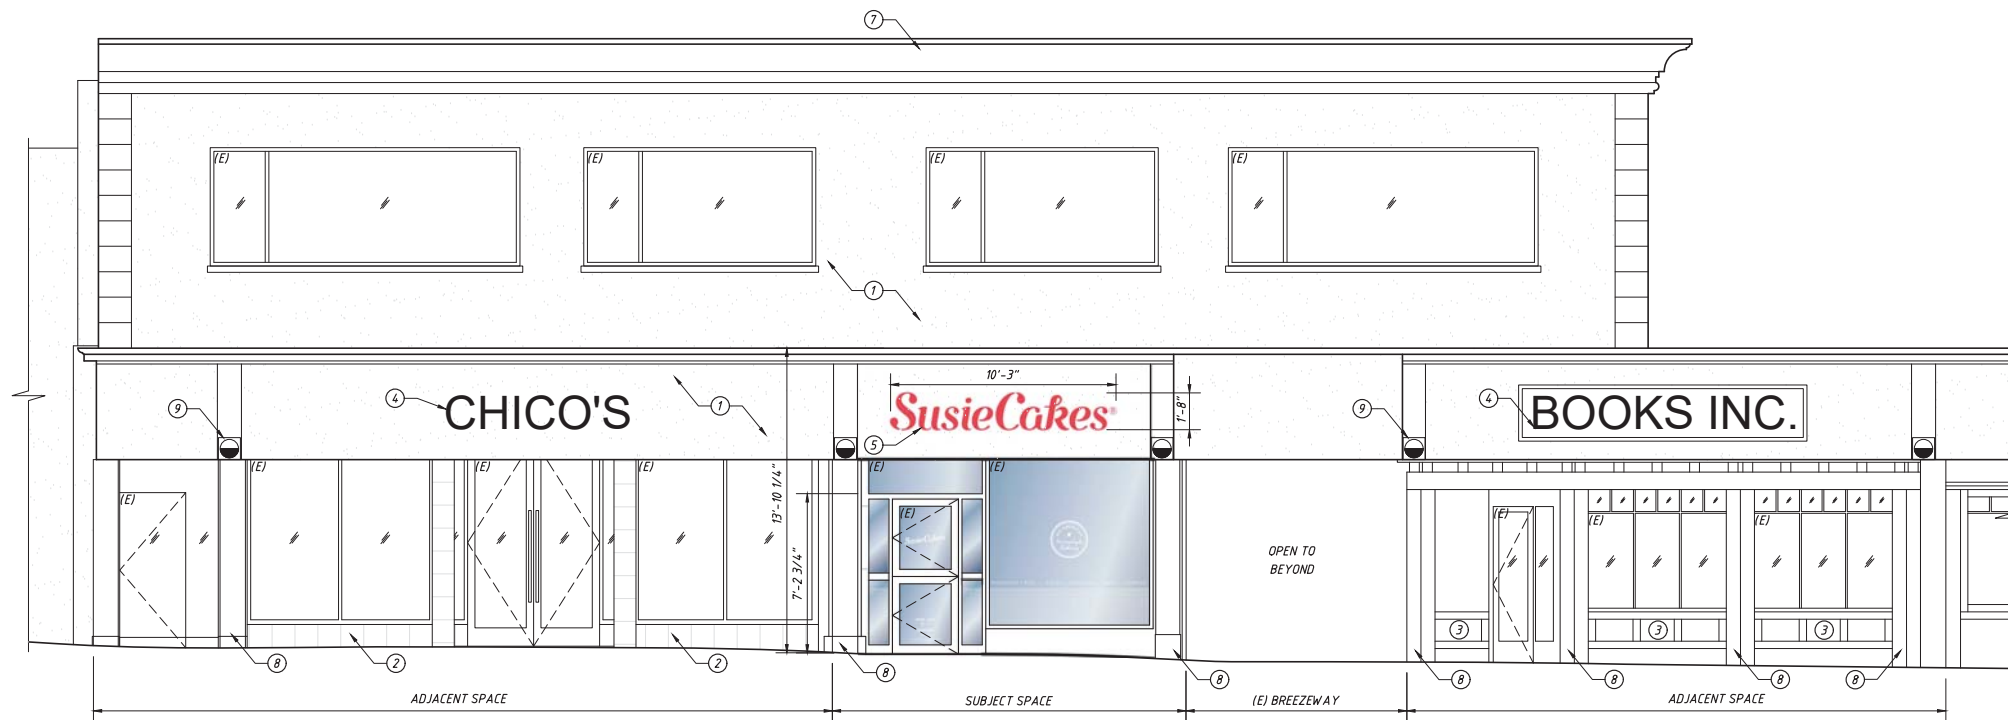 7
(E)
(E)
(E)
(E)
1
10'-3"
9
4
CHICO'S
1
SusieCakes®
1'-8"
5
9
4
BOOKS INC.
(E)
(E)
(E)
(E)
(E)
(E)
(E)
(E)
(E)
(E)
13'-10 1/4"
7'-2 3/4"
SusieCakes
OPEN TO
BEYOND
3
3
3
8
2
2
8
8
8
8
8
8
ADJACENT SPACE
SUBJECT SPACE
(E) BREEZEWAY
ADJACENT SPACE